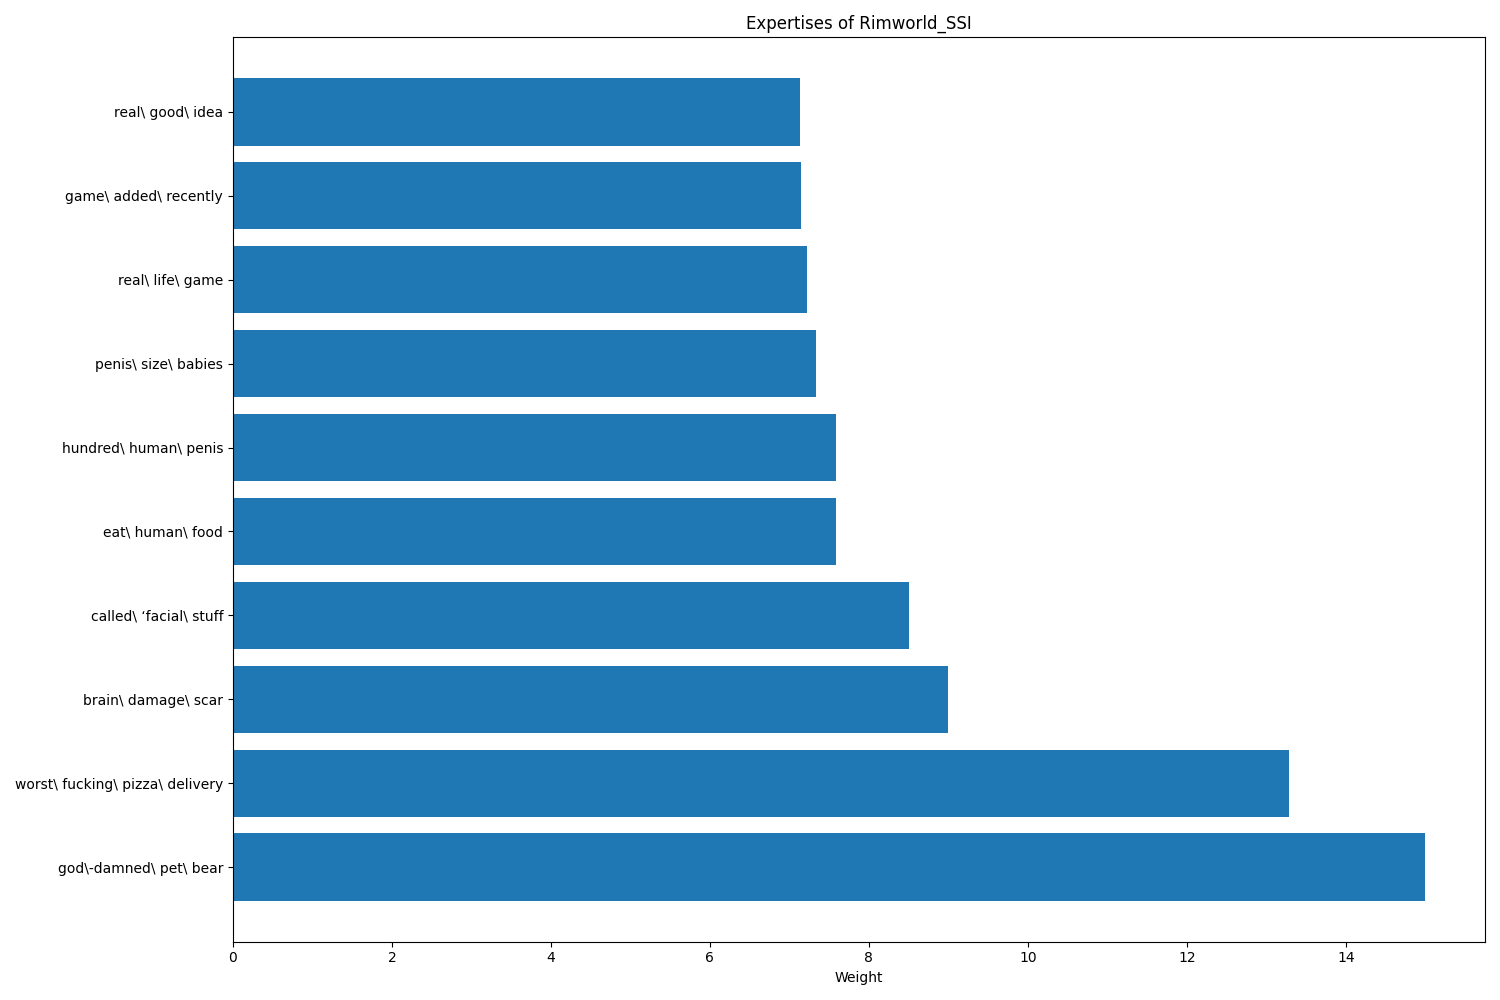 Expertises of Rimworld_SSI
real\ good\ idea
game\ added\ recently
real\ life\ game
penis\ size\ babies
hundred\ human\ penis
eat\ human\ food
called\ ‘facial\ stuff
brain\ damage\ scar
worst\ fucking\ pizza\ delivery
god\-damned\ pet\ bear
0 2 4 6 8 10 12 14
Weight